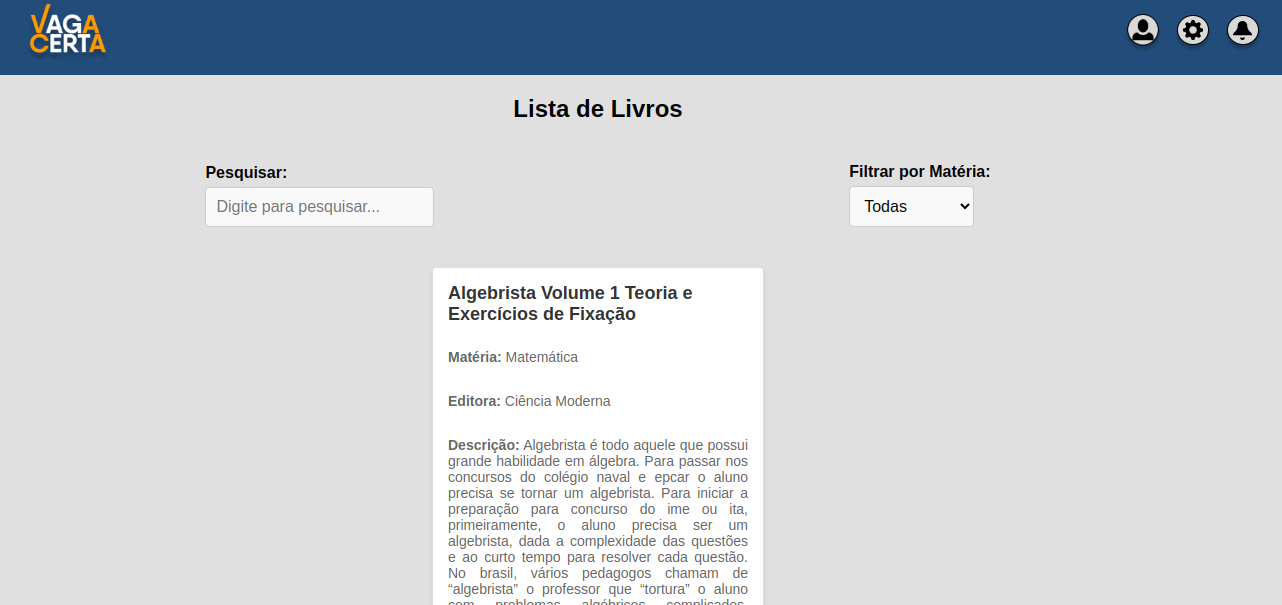 VAGA
CERTA
Lista de Livros
Pesquisar:
Digite para pesquisar...
Filtrar por Matéria:
Todas
Algebrista Volume 1 Teoria e
Exercícios de Fixação
Matéria: Matemática
Editora: Ciência Moderna
Descrição: Algebrista é todo aquele que possui
grande habilidade em álgebra. Para passar nos
concursos do colégio naval e epcar o aluno
precisa se tornar um algebrista. Para iniciar a
preparação para concurso do ime ou ita,
primeiramente, o aluno precisa ser um
algebrista, dada a complexidade das questões
e ao curto tempo para resolver cada questão.
No brasil, vários pedagogos chamam de
“algebrista” o professor que “tortura” o aluno
com problemas algébricos complicados,